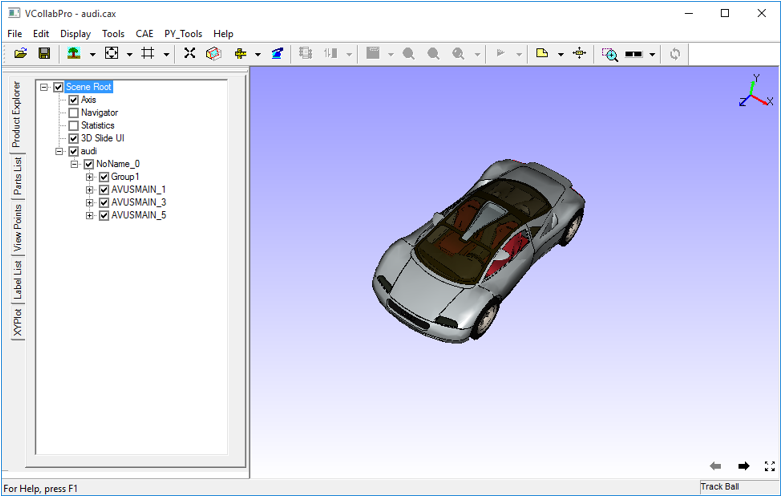 VCollabPro - audi.cax
File Edit Display Tools CAE PY_Tools Help
Product Explorer
Parts List
View Points
Label List
XYPlot
Scene Root
Axis
Navigator
Statistics
3D Slide UI
audi
NoName_0
Group1
AVUSMAIN_1
AVUSMAIN_3
AVUSMAIN_5
Y
X
Z
For Help, press F1
Track Ball